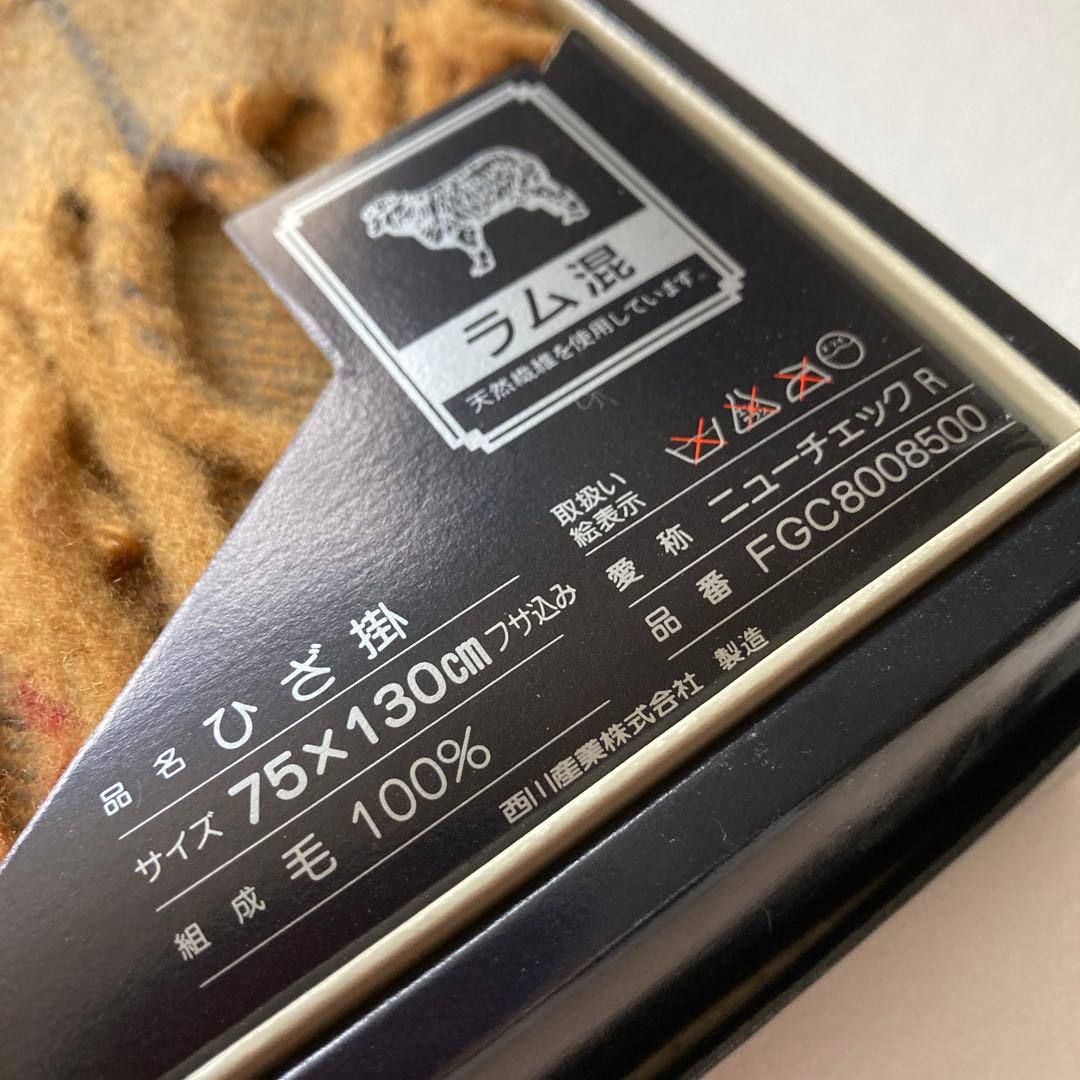 ラム混
天然繊維を使用しています。
品名 ひざ掛
サイズ 75×130cm フサ込み
組成 毛 100%
取扱い
絵表示
愛称 ニューチェックR
品番 FGC8008500
西川産業株式会社 製造